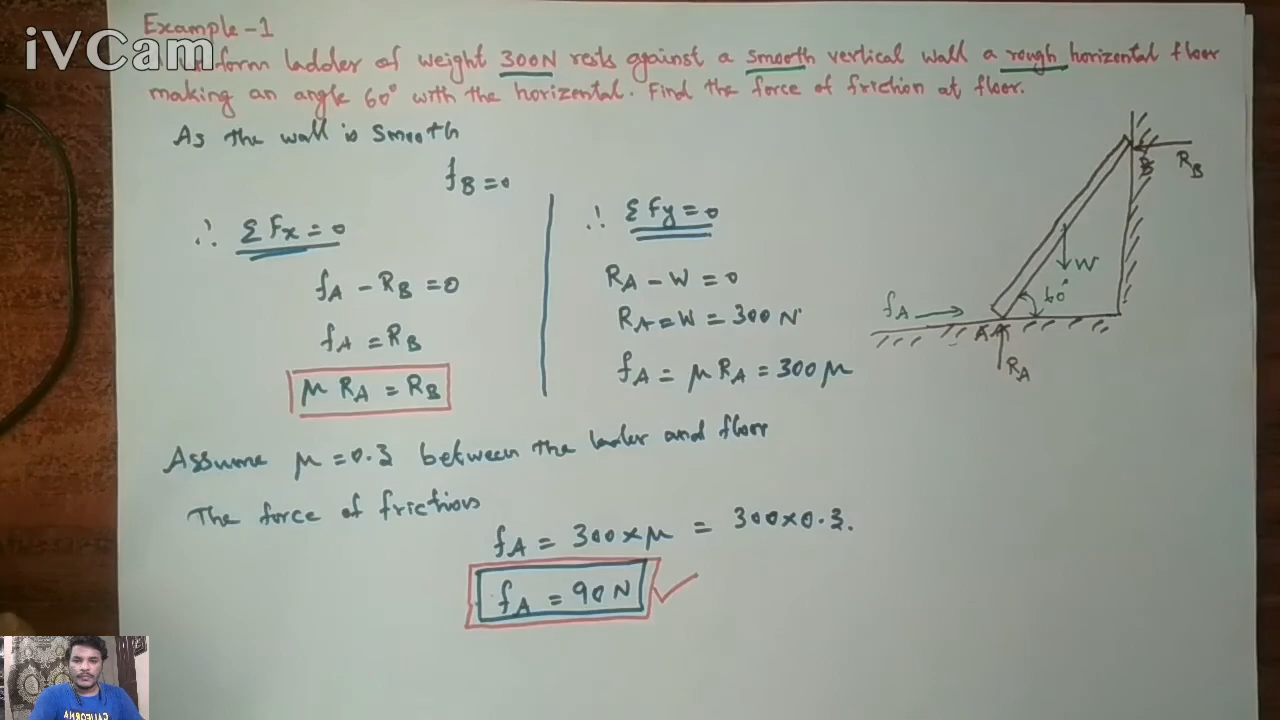 Example-1
iVCam
form ladder of weight 300N rests against a smooth vertical wall a rough horizontal floor
making an angle 60° with the horizontal. Find the force of friction at floor.
As the wall is smooth
fB=0
∴ ΣFx=0
fA - RB =0
fA = RB
μ RA = RB
∴ ΣFy=0
RA - W =0
RA=W = 300 N
fA = μ RA = 300 μ
RB
B
W
60°
fA
A
RA
Assume μ =0.3 between the lader and floor
The force of friction
fA = 300×μ = 300×0.3.
fA = 90 N